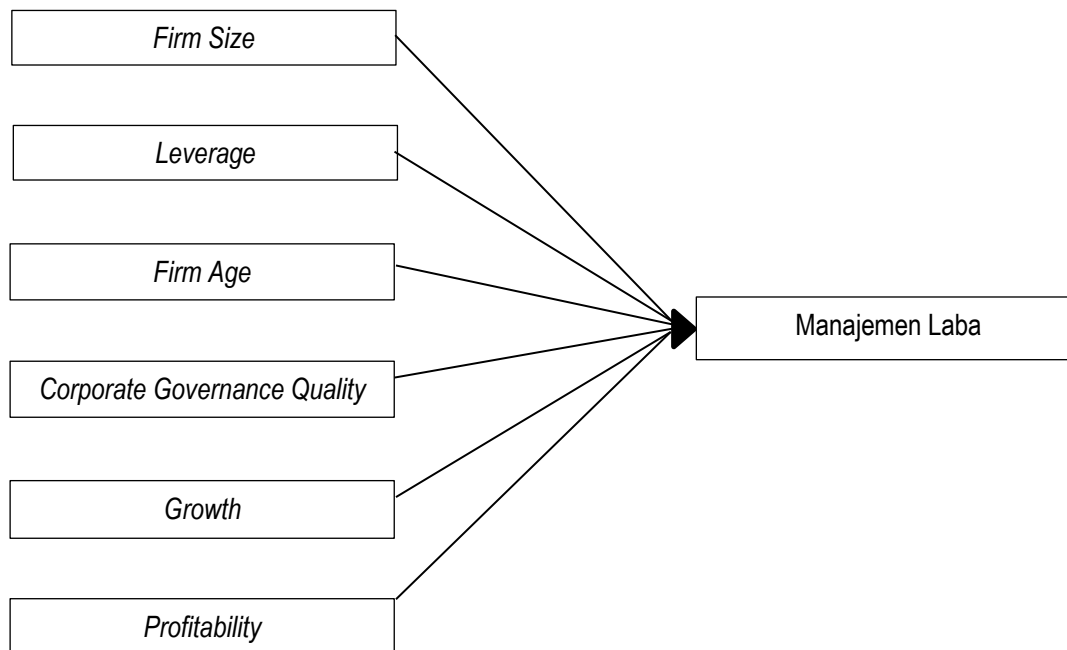 Firm Size
Leverage
Firm Age
Manajemen Laba
Corporate Governance Quality
Growth
Profitability